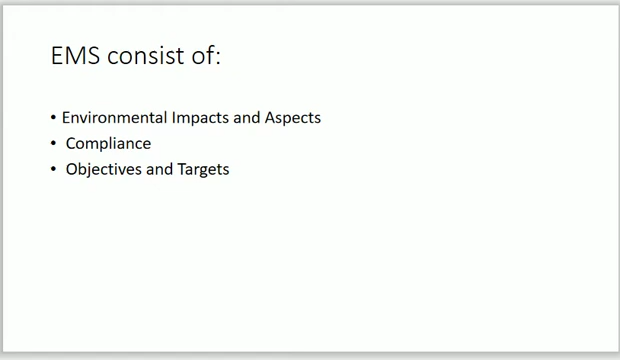 EMS consist of:
• Environmental Impacts and Aspects
• Compliance
• Objectives and Targets